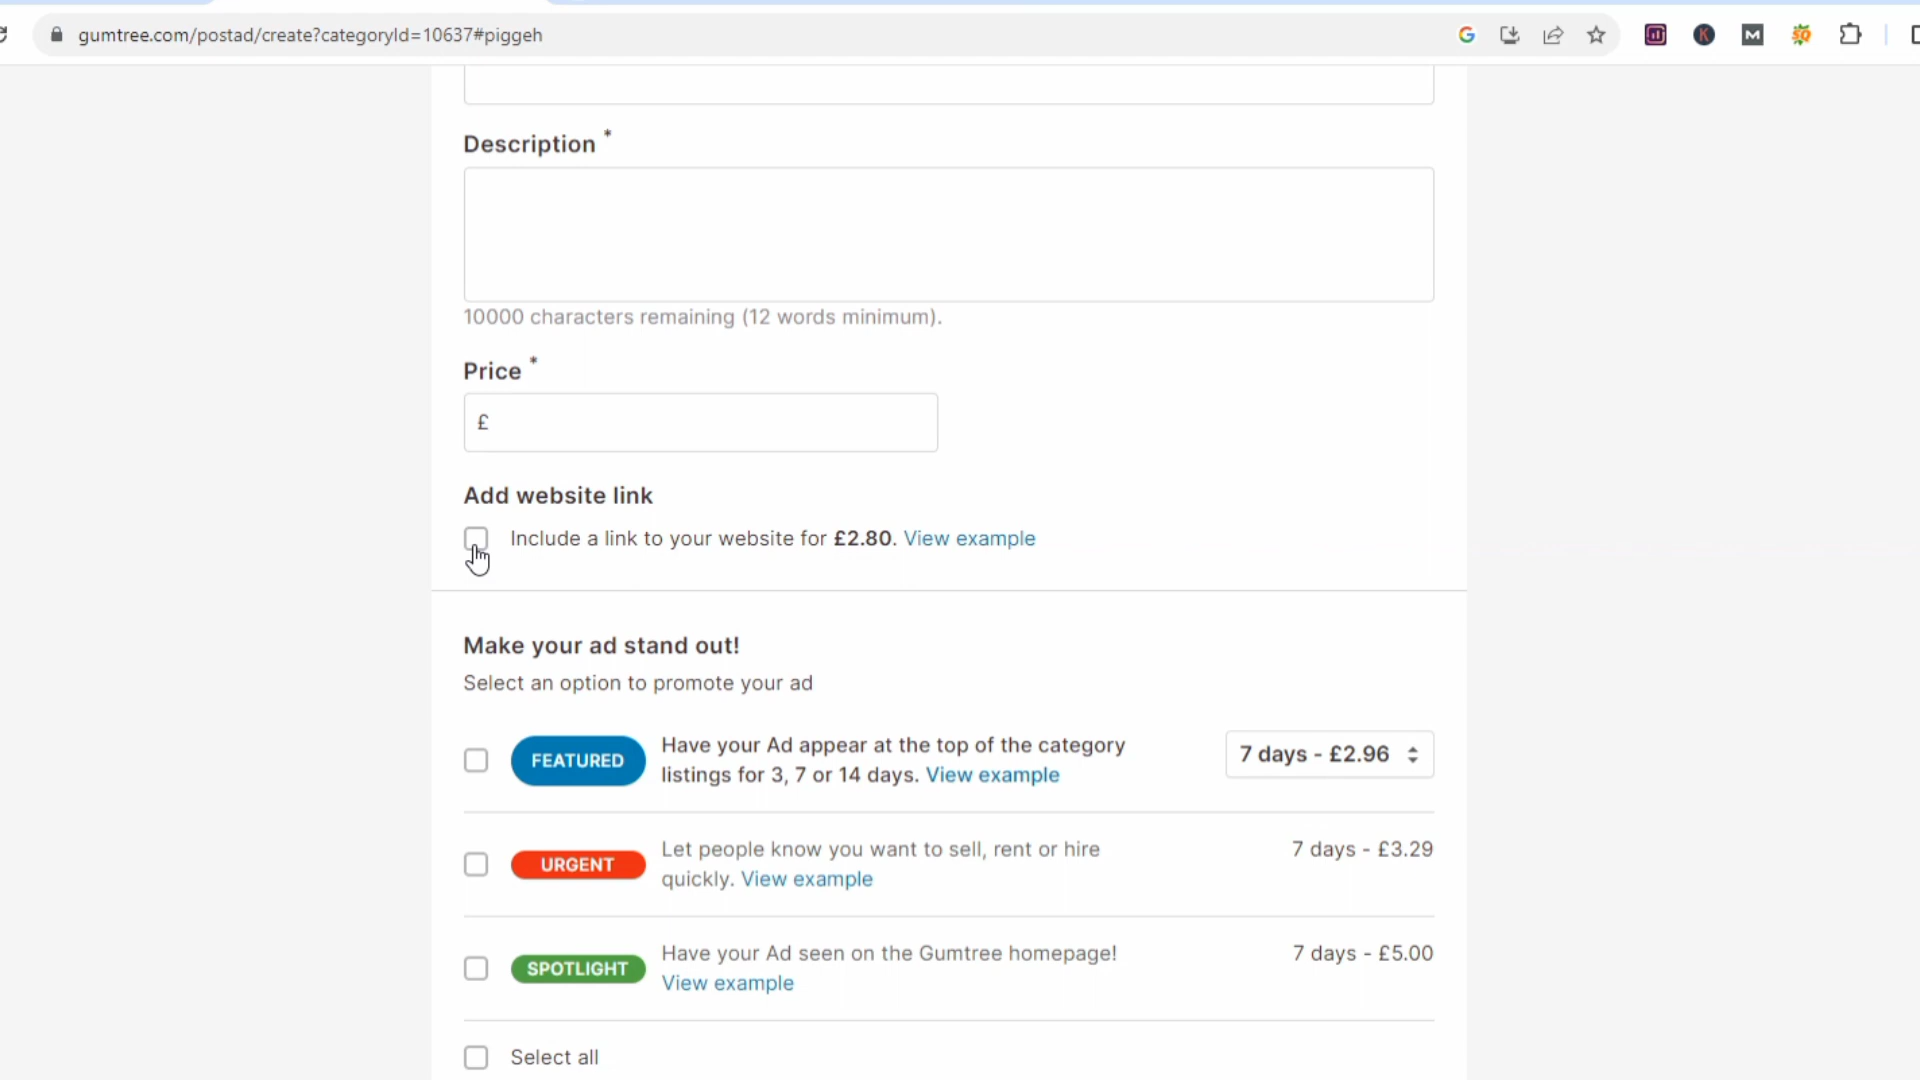 gumtree.com/postad/create?categoryId=10637#piggeh
Description *
10000 characters remaining (12 words minimum).
Price *
£
Add website link
Include a link to your website for £2.80. View example
Make your ad stand out!
Select an option to promote your ad
FEATURED
Have your Ad appear at the top of the category
listings for 3, 7 or 14 days. View example
7 days - £2.96
URGENT
Let people know you want to sell, rent or hire
quickly. View example
7 days - £3.29
SPOTLIGHT
Have your Ad seen on the Gumtree homepage!
View example
7 days - £5.00
Select all